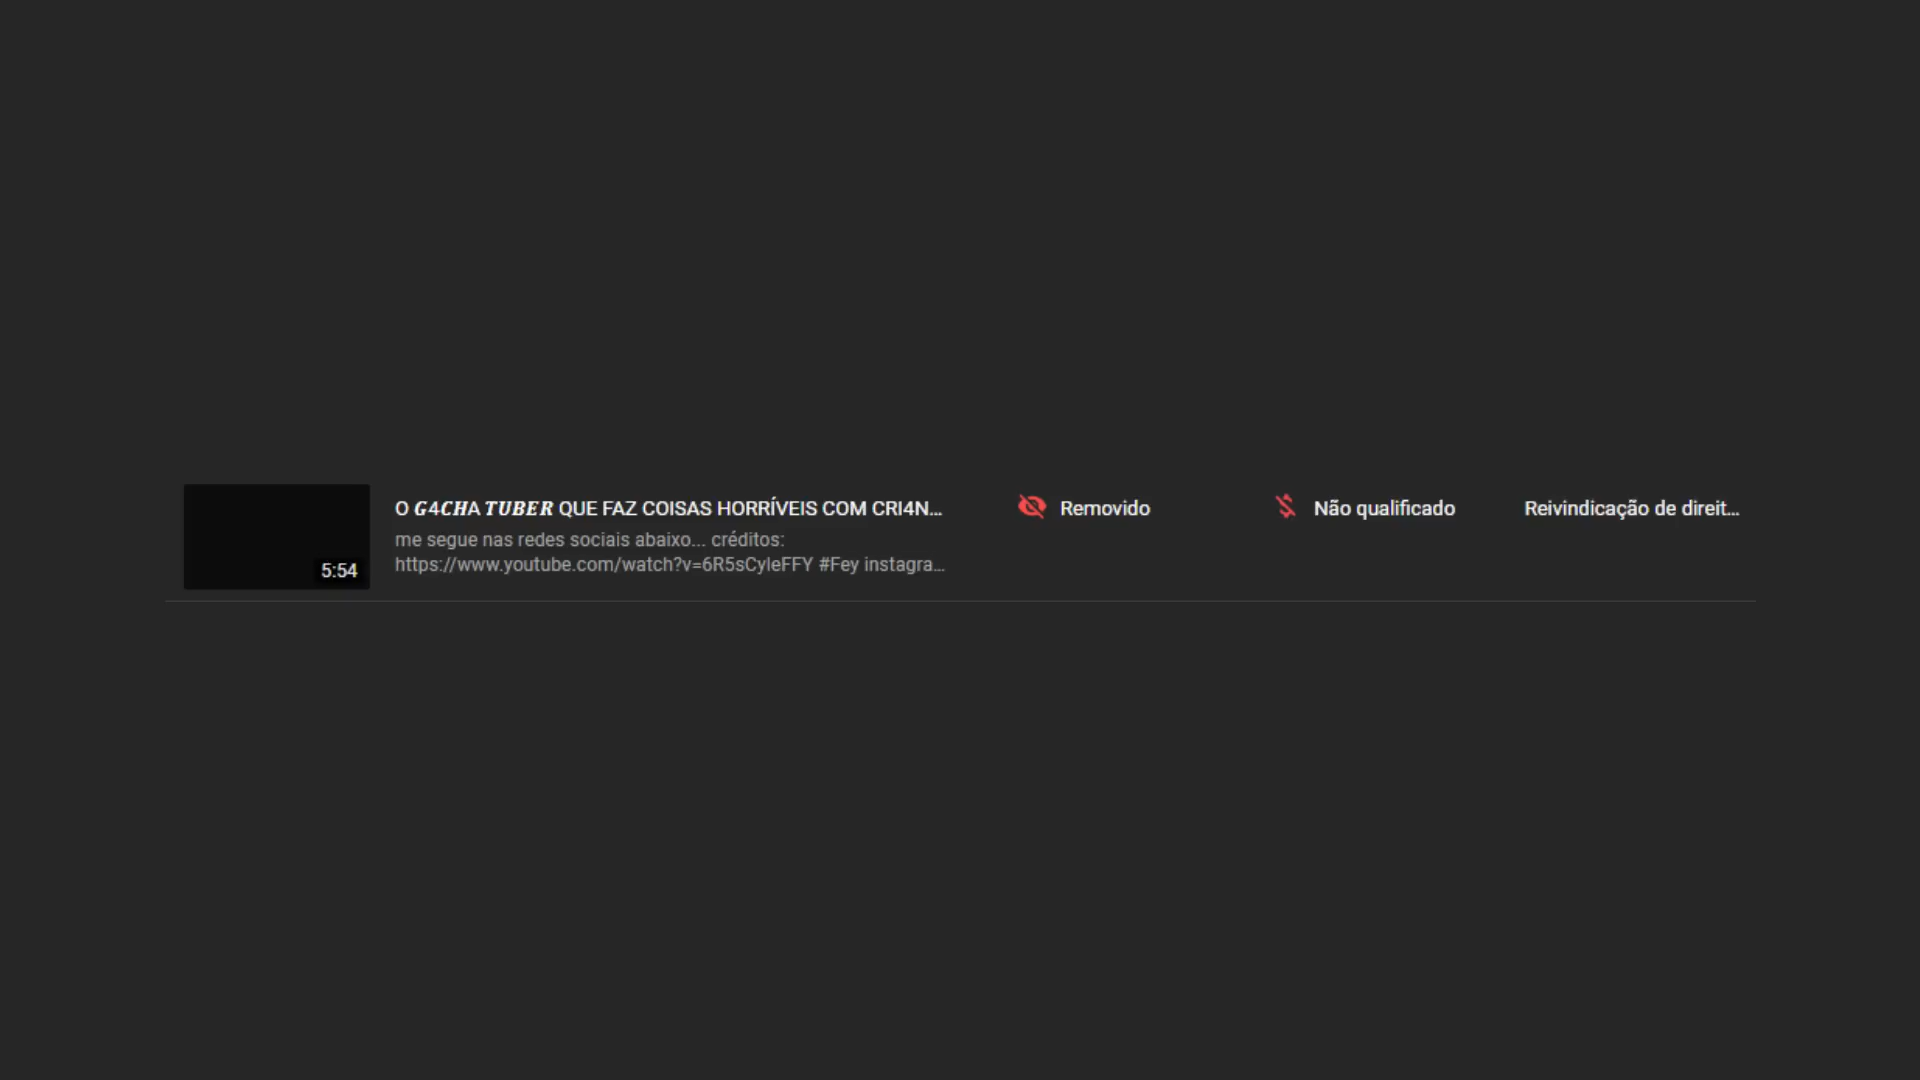 O G4CHA TUBER QUE FAZ COISAS HORRÍVEIS COM CRI4N... Removido Não qualificado Reivindicação de direit...
me segue nas redes sociais abaixo... créditos:
https://www.youtube.com/watch?v=6R5sCyleFFY #Fey instagra...
5:54